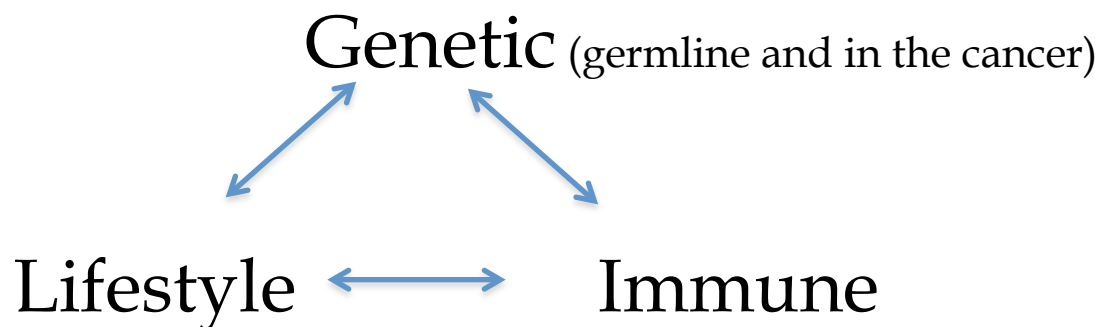 Genetic (germline and in the cancer)
Lifestyle Immune